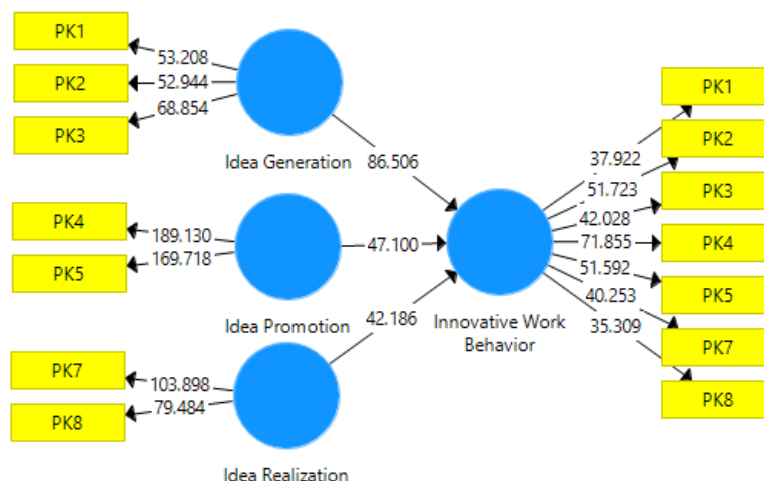 PK1
53.208
PK2
52.944
PK3
68.854
Idea Generation
86.506
PK4
189.130
PK5
169.718
Idea Promotion
47.100
PK7
103.898
PK8
79.484
Idea Realization
42.186
Innovative Work
Behavior
37.922
51.723
42.028
71.855
51.592
40.253
35.309
PK1
PK2
PK3
PK4
PK5
PK7
PK8